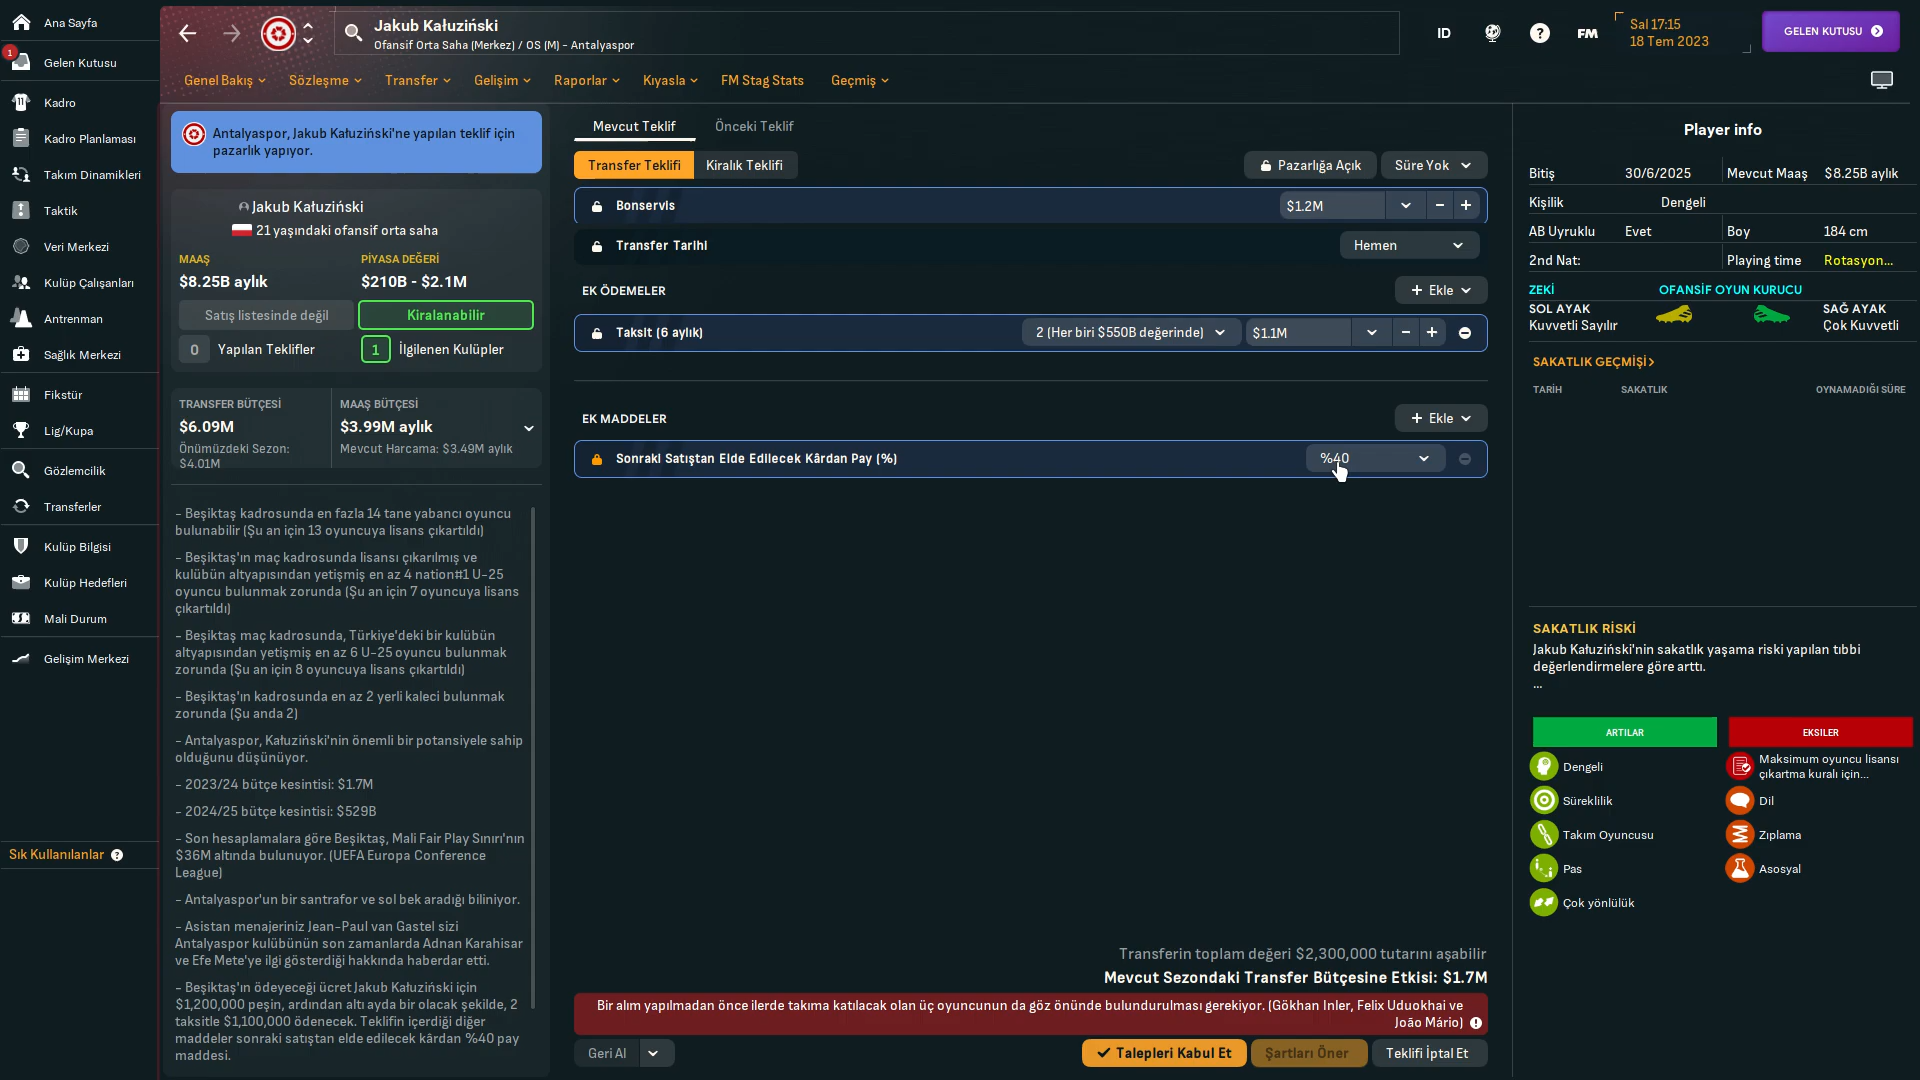 Ana Sayfa
1
Gelen Kutusu
Kadro
Kadro Planlaması
Takım Dinamikleri
Taktik
Veri Merkezi
Kulüp Çalışanları
Antrenman
Sağlık Merkezi
Fikstür
Lig/Kupa
Gözlemcilik
Transferler
Kulüp Bilgisi
Kulüp Hedefleri
Mali Durum
Gelişim Merkezi
Sık Kullanılanlar ?
Jakub Kałuziński
Ofansif Orta Saha (Merkez) / OS (M) - Antalyaspor
ID
?
FM
Sal 17:15
18 Tem 2023
GELEN KUTUSU
Genel Bakış
Sözleşme
Transfer
Gelişim
Raporlar
Kıyasla
FM Stag Stats
Geçmiş
Antalyaspor, Jakub Kałuziński'ne yapılan teklif için
pazarlık yapıyor.
Jakub Kałuziński
21 yaşındaki ofansif orta saha
MAAŞ
PİYASA DEĞERİ
$8.25B aylık
$210B - $2.1M
Satış listesinde değil
Kiralanabilir
0 Yapılan Teklifler
1 İlgilenen Kulüpler
TRANSFER BÜTÇESİ
MAAŞ BÜTÇESİ
$6.09M
$3.99M aylık
Önümüzdeki Sezon:
$4.01M
Mevcut Harcama: $3.49M aylık
- Beşiktaş kadrosunda en fazla 14 tane yabancı oyuncu
bulunabilir (Şu an için 13 oyuncuya lisans çıkartıldı)
- Beşiktaş'ın maç kadrosunda lisansı çıkarılmış ve
kulübün altyapısından yetişmiş en az 4 nation#1 U-25
oyuncu bulunmak zorunda (Şu an için 7 oyuncuya lisans
çıkartıldı)
- Beşiktaş maç kadrosunda, Türkiye'deki bir kulübün
altyapısından yetişmiş en az 6 U-25 oyuncu bulunmak
zorunda (Şu an için 8 oyuncuya lisans çıkartıldı)
- Beşiktaş'ın kadrosunda en az 2 yerli kaleci bulunmak
zorunda (Şu anda 2)
- Antalyaspor, Kałuziński'nin önemli bir potansiyele sahip
olduğunu düşünüyor.
- 2023/24 bütçe kesintisi: $1.7M
- 2024/25 bütçe kesintisi: $529B
- Son hesaplamalara göre Beşiktaş, Mali Fair Play Sınırı'nın
$36M altında bulunuyor. (UEFA Europa Conference
League)
- Antalyaspor'un bir santrafor ve sol bek aradığı biliniyor.
- Asistan menajeriniz Jean-Paul van Gastel sizi
Antalyaspor kulübünün son zamanlarda Adnan Karahisar
ve Efe Mete'ye ilgi gösterdiği hakkında haberdar etti.
- Beşiktaş'ın ödeyeceği ücret Jakub Kałuziński için
$1,200,000 peşin, ardından altı ayda bir olacak şekilde, 2
taksitle $1,100,000 ödenecek. Teklifin içerdiği diğer
maddeler sonraki satıştan elde edilecek kârdan %40 pay
maddesi.
Mevcut Teklif
Önceki Teklif
Transfer Teklifi
Kiralık Teklifi
Pazarlığa Açık
Süre Yok
Bonservis
$1.2M
Transfer Tarihi
Hemen
EK ÖDEMELER
+ Ekle
Taksit (6 aylık)
2 (Her biri $550B değerinde)
$1.1M
EK MADDELER
+ Ekle
Sonraki Satıştan Elde Edilecek Kârdan Pay (%)
%40
Transferin toplam değeri $2,300,000 tutarını aşabilir
Mevcut Sezondaki Transfer Bütçesine Etkisi: $1.7M
Bir alım yapılmadan önce ilerde takıma katılacak olan üç oyuncunun da göz önünde bulundurulması gerekiyor. (Gökhan Inler, Felix Uduokhai ve
João Mário)
Geri Al
Talepleri Kabul Et
Şartları Öner
Teklifi İptal Et
Player info
Bitiş
30/6/2025
Mevcut Maaş
$8.25B aylık
Kişilik
Dengeli
AB Uyruklu
Evet
Boy
184 cm
2nd Nat:
Playing time
Rotasyon...
ZEKİ
OFANSİF OYUN KURUCU
SOL AYAK
Kuvvetli Sayılır
SAĞ AYAK
Çok Kuvvetli
SAKATLIK GEÇMİŞİ>
TARİH
SAKATLIK
OYNAMADIĞI SÜRE
SAKATLIK RİSKİ
Jakub Kałuziński'nin sakatlık yaşama riski yapılan tıbbi
değerlendirmelere göre arttı.
...
ARTILAR
EKSILER
Dengeli
Maksimum oyuncu lisansı
çıkartma kuralı için...
Süreklilik
Dil
Takım Oyuncusu
Zıplama
Pas
Asosyal
Çok yönlülük